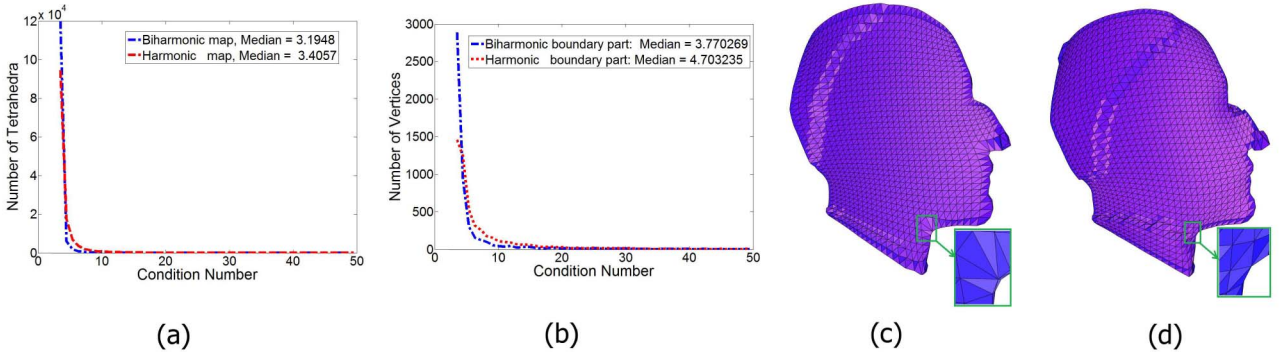 12 x 10^4
10
8
6
4
2
0
0 10 20 30 40 50
Number of Tetrahedra
Condition Number
Biharmonic map, Median = 3.1948
Harmonic map, Median = 3.4057
(a)
3000
2500
2000
1500
1000
500
0
0 10 20 30 40 50
Number of Vertices
Condition Number
Biharmonic boundary part: Median = 3.770269
Harmonic boundary part: Median = 4.703235
(b)
(c)
(d)